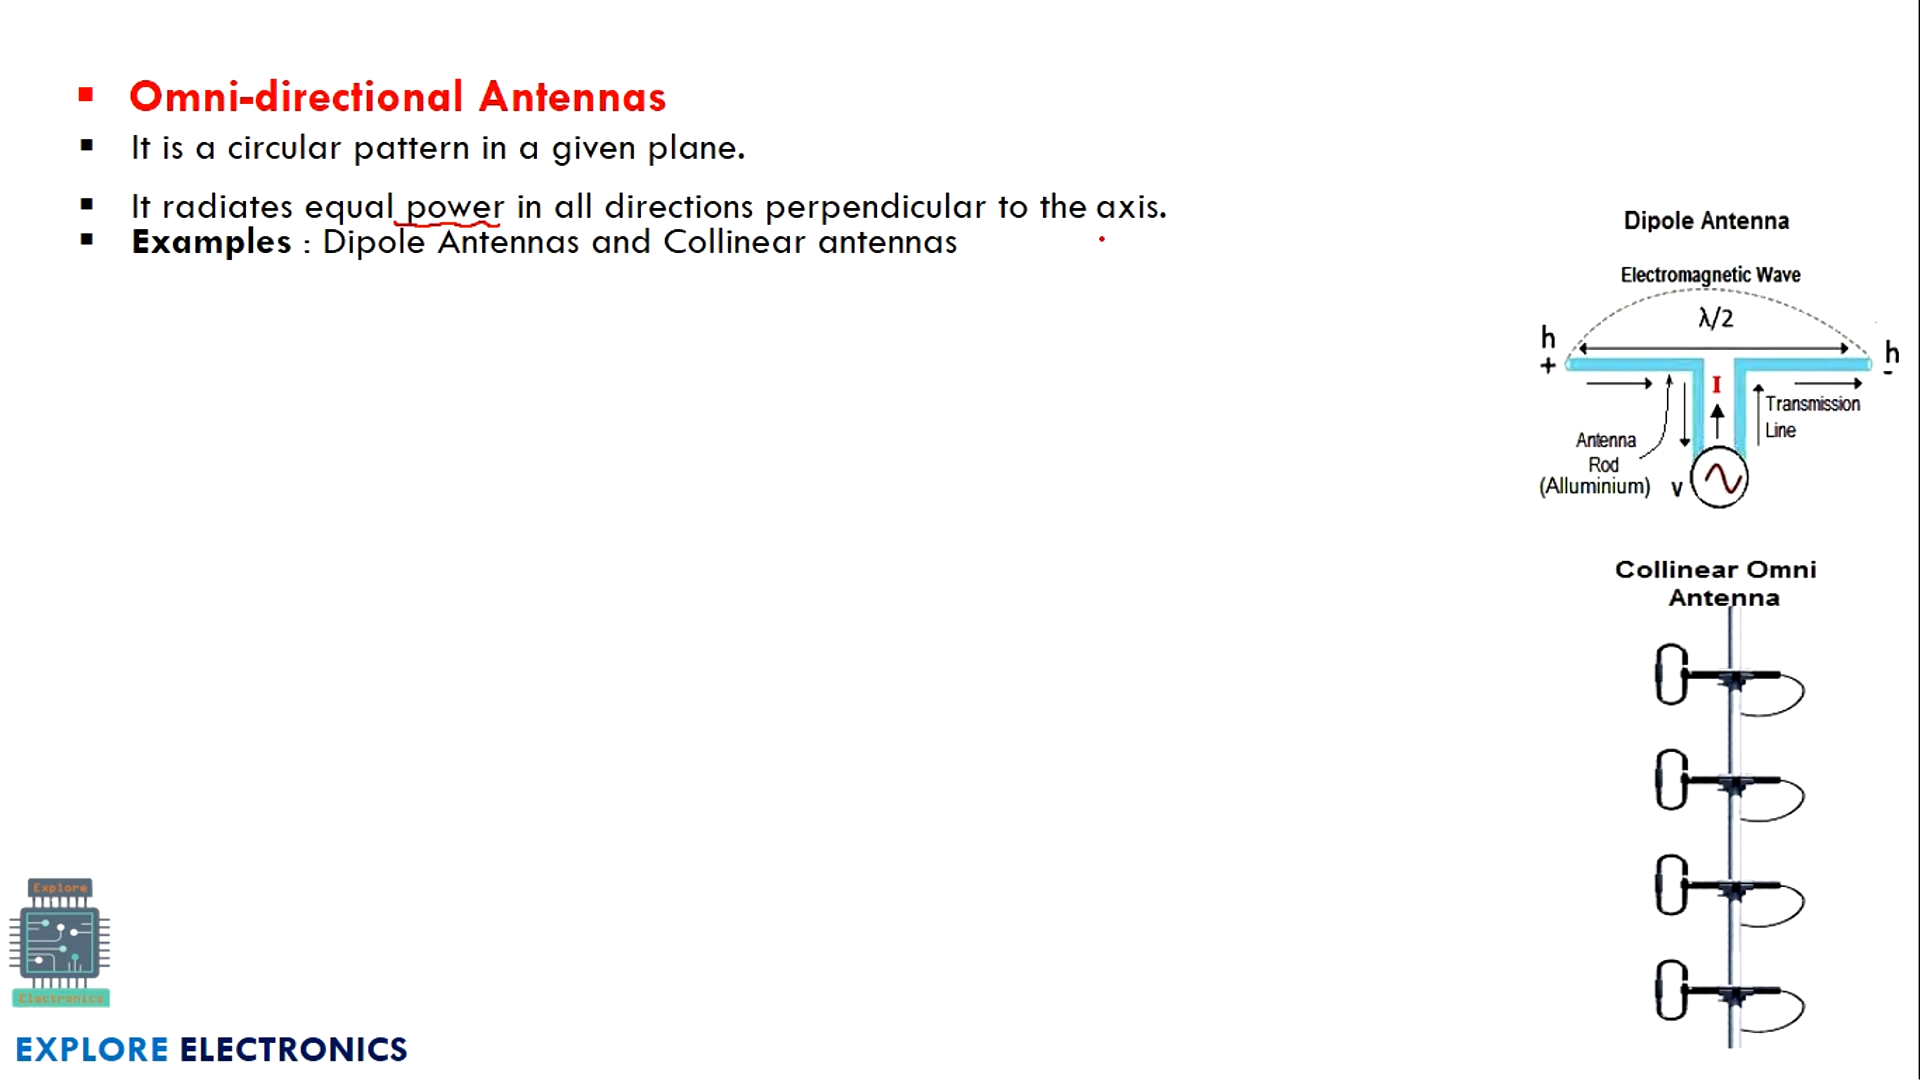 Omni-directional Antennas
It is a circular pattern in a given plane.
It radiates equal power in all directions perpendicular to the axis.
Examples : Dipole Antennas and Collinear antennas
Dipole Antenna
Electromagnetic Wave
λ/2
h
+
h
-
I
Transmission
Line
Antenna
Rod
(Alluminium)
V
Collinear Omni
Antenna
Explore
Electronics
EXPLORE ELECTRONICS